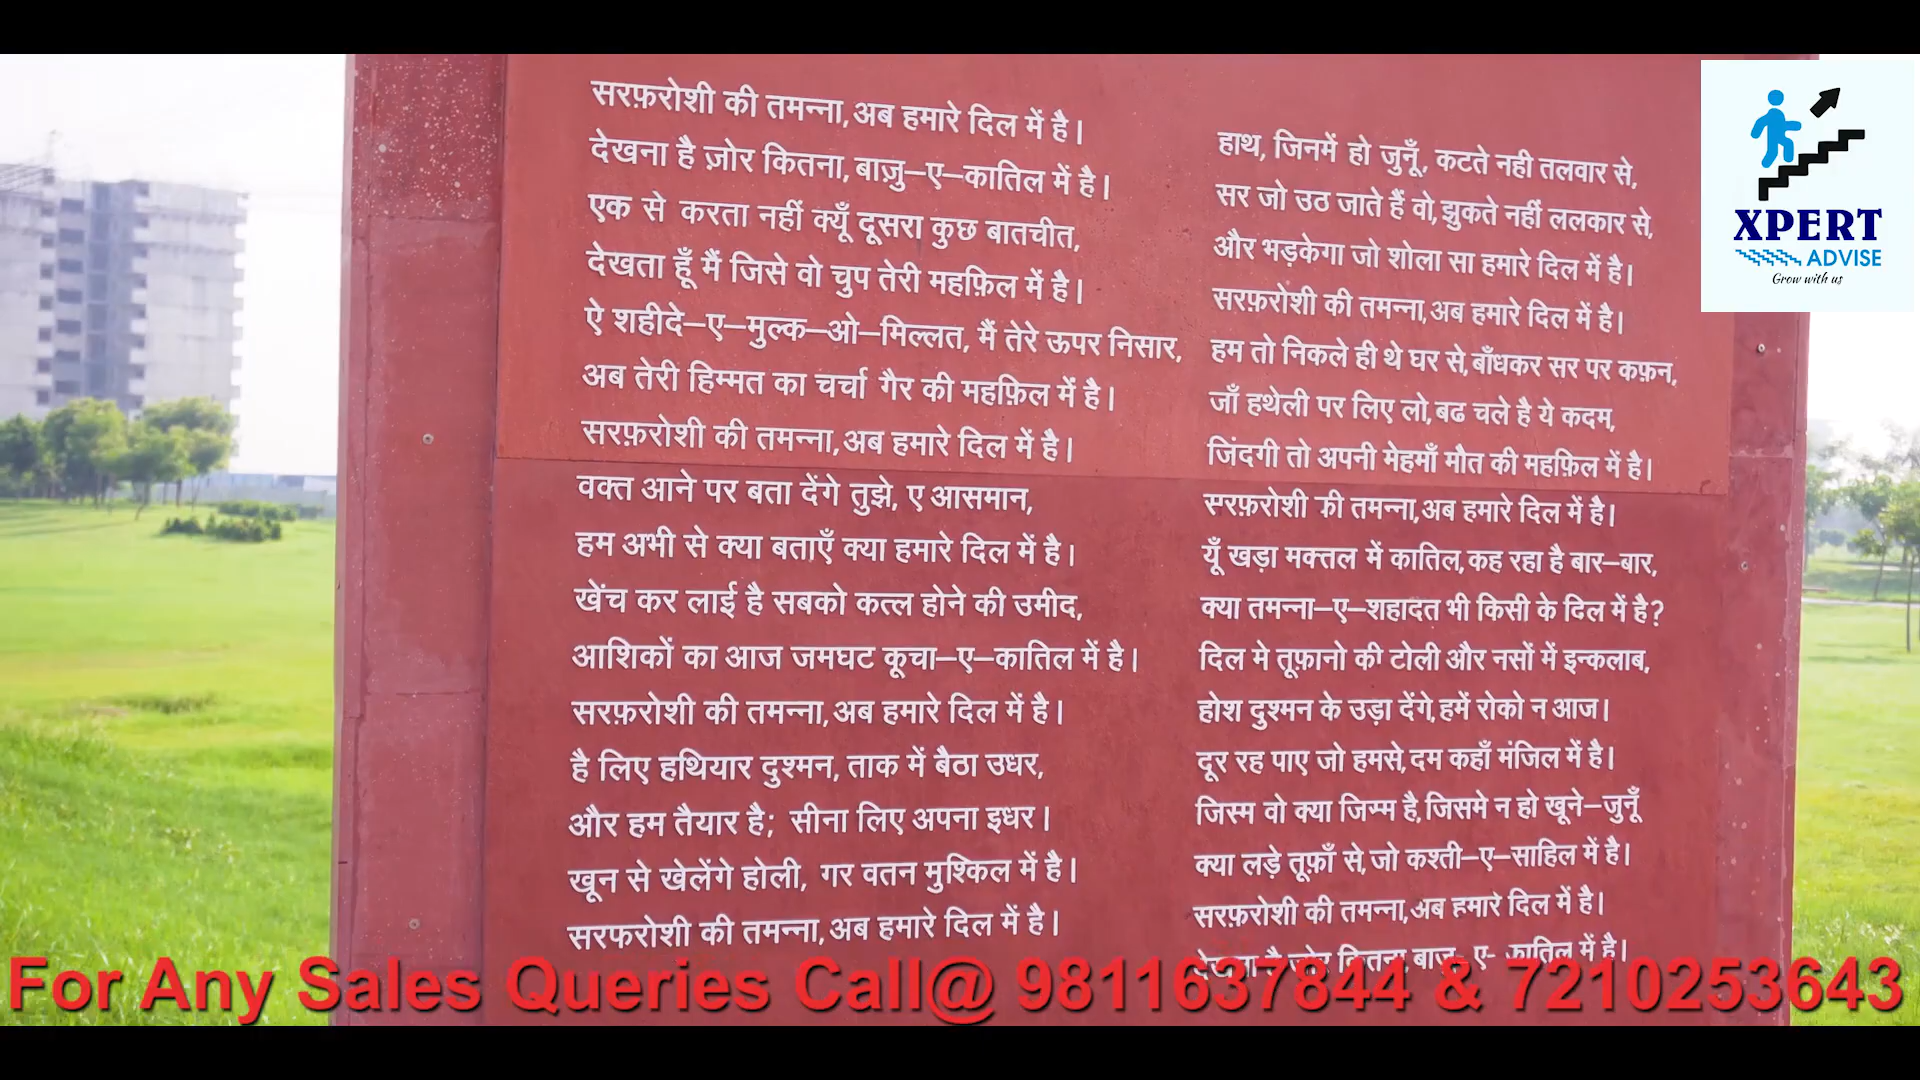 सरफ़रोशी की तमन्ना, अब हमारे दिल में है।
देखना है ज़ोर कितना, बाज़ु–ए–कातिल में है।
एक से करता नहीं क्यूँ दूसरा कुछ बातचीत,
देखता हूँ मैं जिसे वो चुप तेरी महफ़िल में है।
ऐ शहीदे–ए–मुल्क–ओ–मिल्लत, मैं तेरे ऊपर निसार,
अब तेरी हिम्मत का चर्चा गैर की महफ़िल में है।
सरफ़रोशी की तमन्ना, अब हमारे दिल में है।
वक्त आने पर बता देंगे तुझे, ए आसमान,
हम अभी से क्या बताएँ क्या हमारे दिल में है।
खेंच कर लाई है सबको कत्ल होने की उमीद,
आशिकों का आज जमघट कूचा–ए–कातिल में है।
सरफ़रोशी की तमन्ना, अब हमारे दिल में है।
है लिए हथियार दुश्मन, ताक में बैठा उधर,
और हम तैयार है; सीना लिए अपना इधर।
खून से खेलेंगे होली, गर वतन मुश्किल में है।
सरफरोशी की तमन्ना, अब हमारे दिल में है।
हाथ, जिनमें हो जुनूँ, कटते नही तलवार से,
सर जो उठ जाते हैं वो, झुकते नहीं ललकार से,
और भड़केगा जो शोला सा हमारे दिल में है।
सरफ़रोशी की तमन्ना, अब हमारे दिल में है।
हम तो निकले ही थे घर से, बाँधकर सर पर कफ़न,
जाँ हथेली पर लिए लो, बढ चले है ये कदम,
जिंदगी तो अपनी मेहमाँ मौत की महफ़िल में है।
सरफ़रोशी की तमन्ना, अब हमारे दिल में है।
यूँ खड़ा मक्तल में कातिल, कह रहा है बार–बार,
क्या तमन्ना–ए–शहादत भी किसी के दिल में है?
दिल मे तूफ़ानो की टोली और नसों में इन्कलाब,
होश दुश्मन के उड़ा देंगे, हमें रोको न आज।
दूर रह पाए जो हमसे, दम कहाँ मंजिल में है।
जिस्म वो क्या जिस्म है, जिसमे न हो खूने–जुनूँ
क्या लड़े तूफ़ाँ से, जो कश्ती–ए–साहिल में है।
सरफ़रोशी की तमन्ना, अब हमारे दिल में है।
देखना है ज़ोर कितना, बाजु–ए–कातिल में है।
XPERT
ADVISE
Grow with us
For Any Sales Queries Call@ 9811637844 & 7210253643